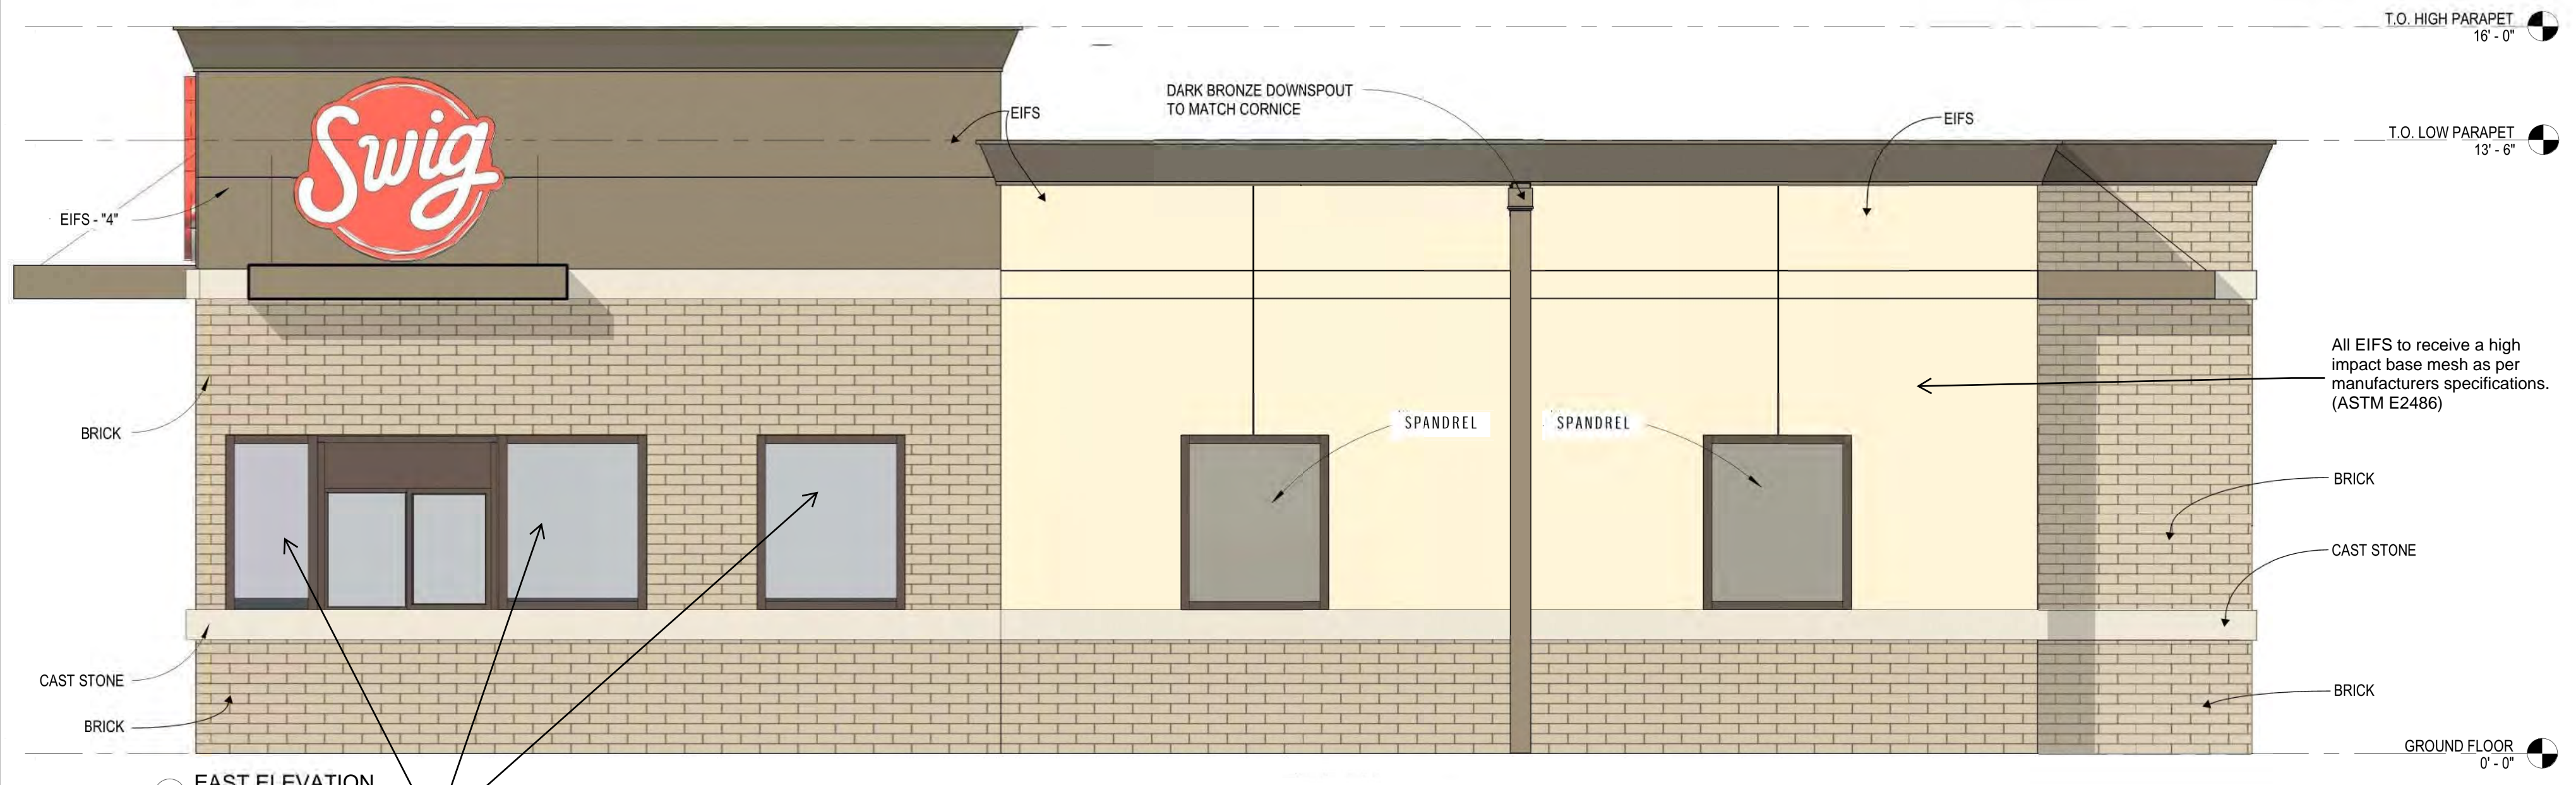 T.O. HIGH PARAPET
16' - 0"
DARK BRONZE DOWNSPOUT
TO MATCH CORNICE
EIFS
EIFS
T.O. LOW PARAPET
13' - 6"
Swig
EIFS - "4"
All EIFS to receive a high
impact base mesh as per
manufacturers specifications.
(ASTM E2486)
BRICK
SPANDREL
SPANDREL
BRICK
CAST STONE
CAST STONE
BRICK
BRICK
GROUND FLOOR
0' - 0"
EAST ELEVATION